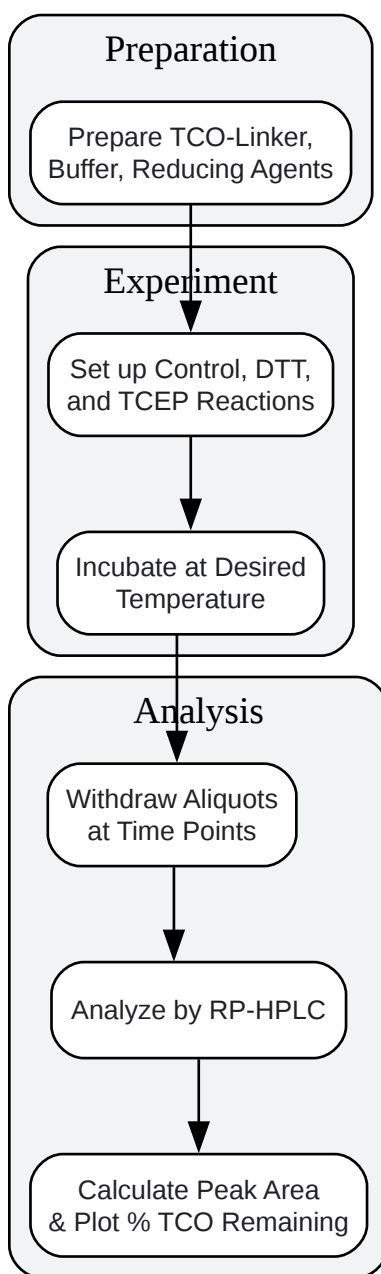 Preparation
Prepare TCO-Linker,
Buffer, Reducing Agents
Experiment
Set up Control, DTT,
and TCEP Reactions
Incubate at Desired
Temperature
Analysis
Withdraw Aliquots
at Time Points
Analyze by RP-HPLC
Calculate Peak Area
& Plot % TCO Remaining